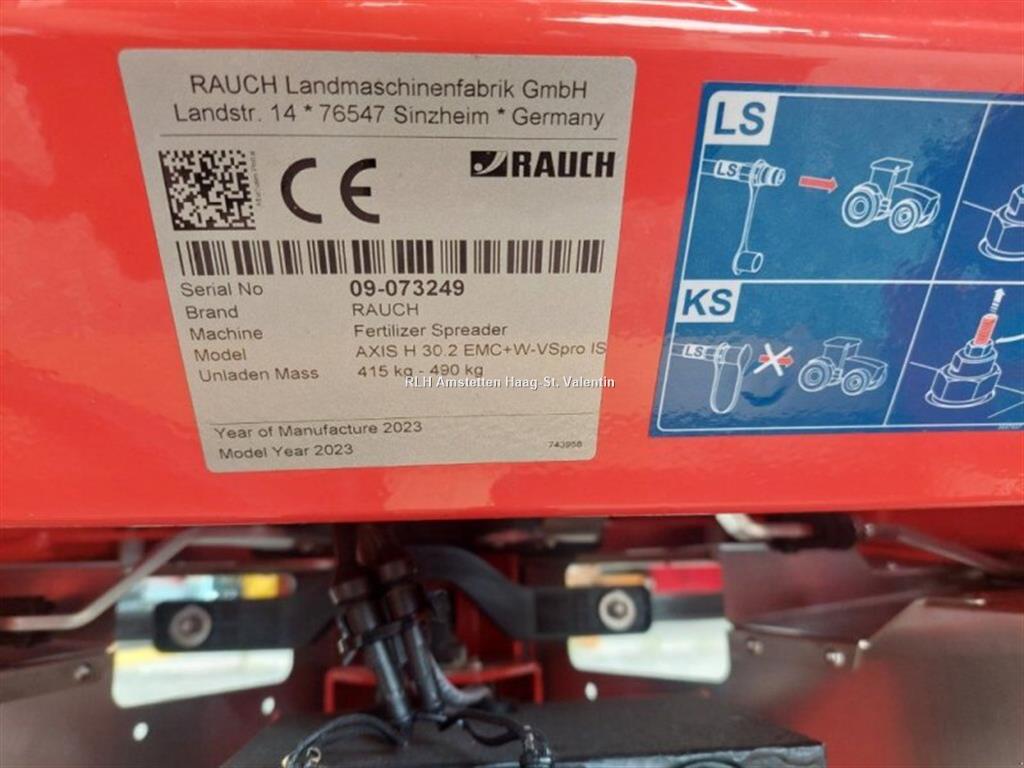 RAUCH Landmaschinenfabrik GmbH
Landstr. 14 * 76547 Sinzheim * Germany
CE
RAUCH
Serial No 09-073249
Brand RAUCH
Machine Fertilizer Spreader
Model AXIS H 30.2 EMC+W-VSpro IS
Unladen Mass 415 kg - 490 kg
RLH Amstetten Haag-St. Valentin
Year of Manufacture 2023
Model Year 2023
743958
LS
LS
KS
LS